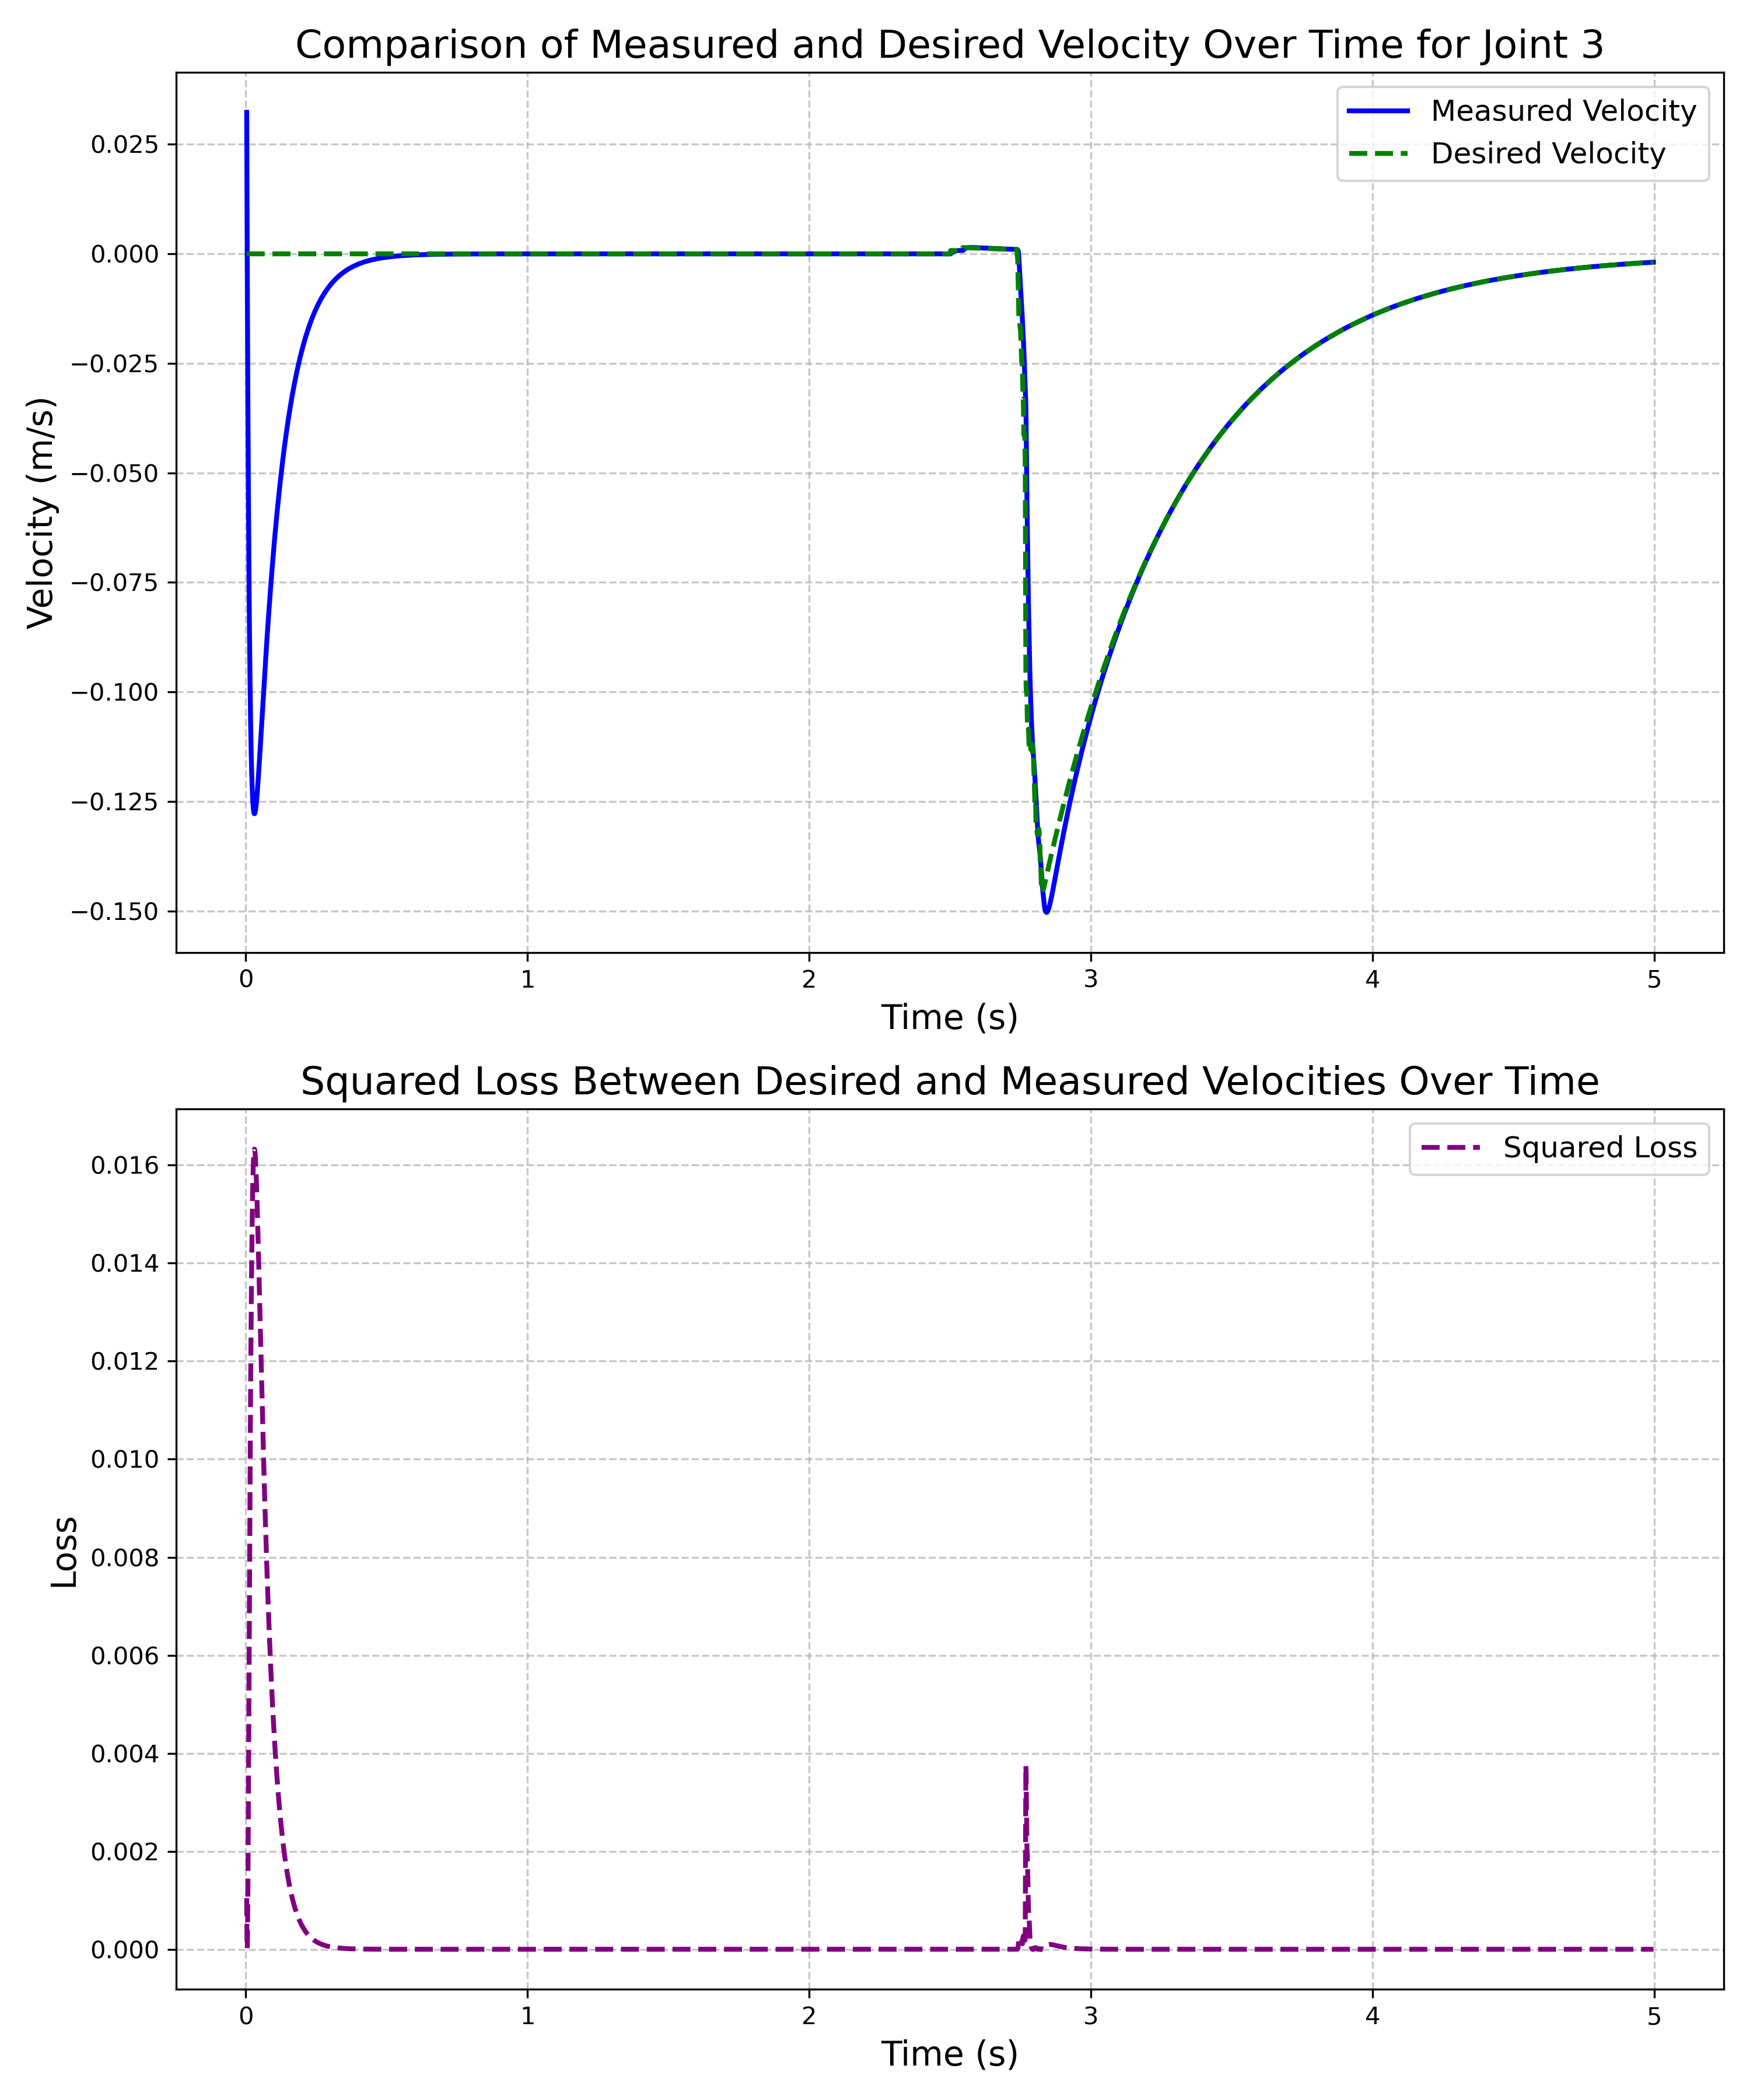 Comparison of Measured and Desired Velocity Over Time for Joint 3
Measured Velocity
Desired Velocity
0.025
0.000
−0.025
−0.050
−0.075
−0.100
−0.125
−0.150
Velocity (m/s)
0 1 2 3 4 5
Time (s)
Squared Loss Between Desired and Measured Velocities Over Time
Squared Loss
0.016
0.014
0.012
0.010
0.008
0.006
0.004
0.002
0.000
Loss
0 1 2 3 4 5
Time (s)